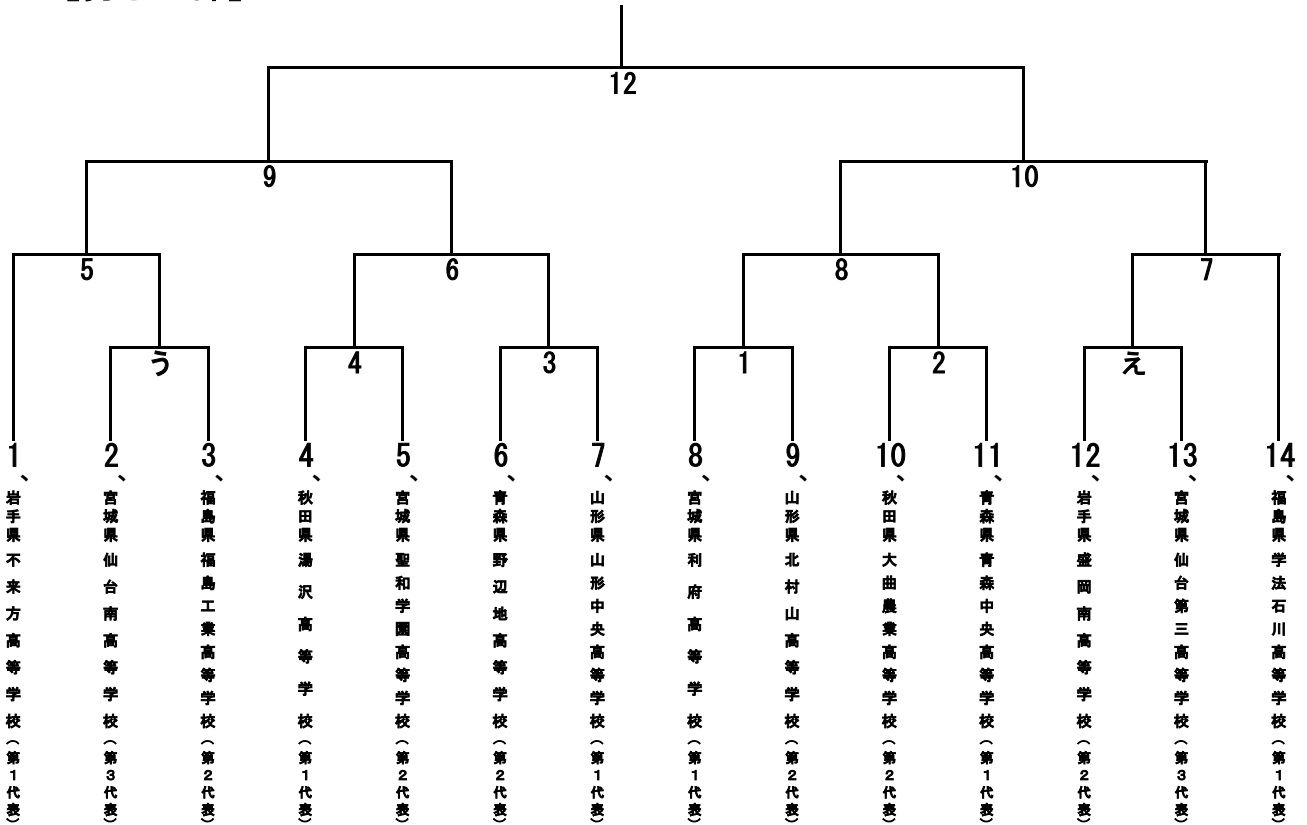 12
9
10
5
6
8
7
う
4
3
1
2
え
1、岩手県 不来方高等学校（第1代表）
2、宮城県 仙台南高等学校（第3代表）
3、福島県 福島工業高等学校（第2代表）
4、秋田県 湯沢高等学校（第1代表）
5、宮城県 聖和学園高等学校（第2代表）
6、青森県 野辺地高等学校（第2代表）
7、山形県 山形中央高等学校（第1代表）
8、宮城県 利府高等学校（第1代表）
9、山形県 北村山高等学校（第2代表）
10、秋田県 大曲農業高等学校（第2代表）
11、青森県 青森中央高等学校（第1代表）
12、岩手県 盛岡南高等学校（第2代表）
13、宮城県 仙台第三高等学校（第3代表）
14、福島県 学法石川高等学校（第1代表）